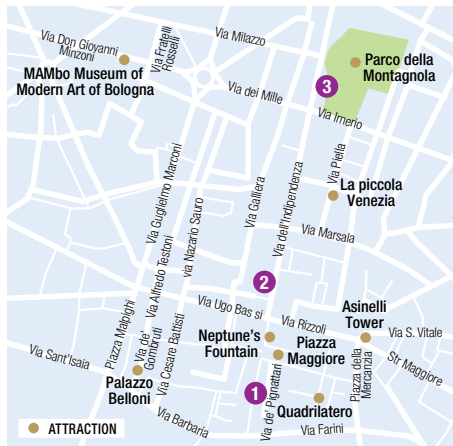 Via Don Giovanni
Minzoni
Via Fratelli
Rosselli
Via Milazzo
MAMbo Museum of
Modern Art of Bologna
Parco della
Montagnola
3
Via dei Mille
Via Irnerio
Via Piella
La piccola
Venezia
Via Guglielmo Marconi
Via Galliera
Via dell'Indipendenza
via Nazario Sauro
Via Marsala
Via Alfredo Testoni
2
Piazza Malpighi
Via de'
Gombruti
Via Cesare Battisti
Via Ugo Bas si
Via Rizzoli
Asinelli
Tower
Via S. Vitale
Neptune's
Fountain
Piazza
Maggiore
Via Sant'Isaia
Palazzo
Belloni
Piazza della
Mercanzia
Str Maggiore
1
Via de' Pignattari
Quadrilatero
Via Barbaria
Via Farini
ATTRACTION